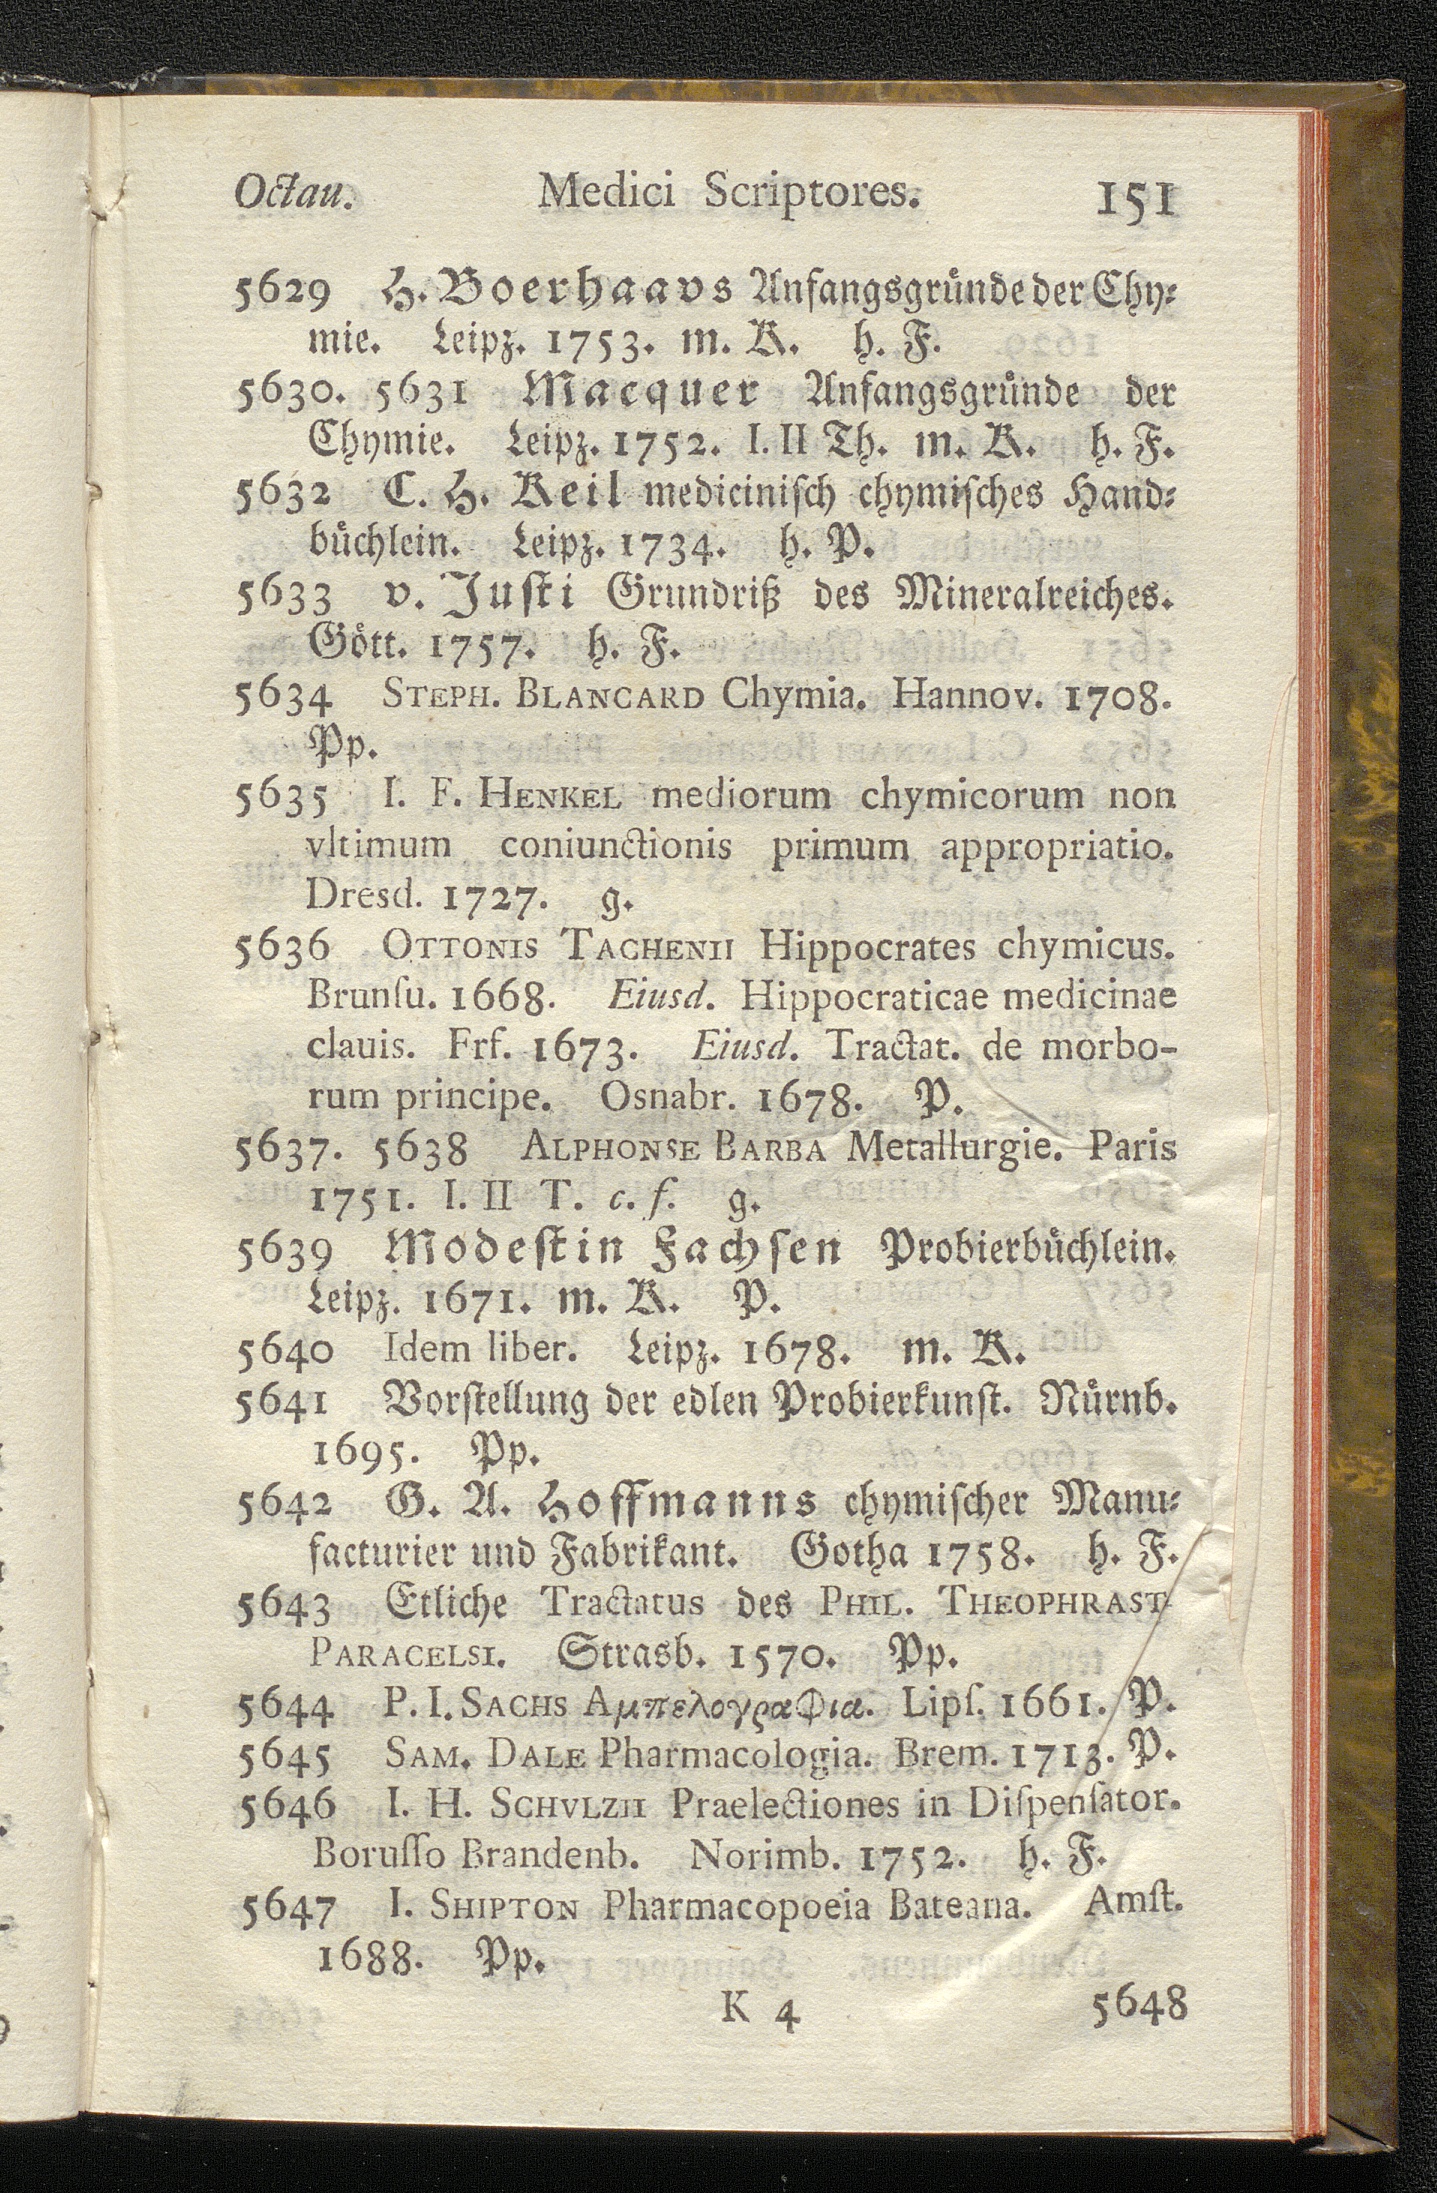 Octau. Medici Scriptores. 151
5629 H. Boerhaavs Anfangsgründe der Chy-
mie. Leipz. 1753. m. K. h. F.
5630. 5631 Macquer Anfangsgründe der
Chymie. Leipz. 1752. I. II Th. m. K. h. F.
5632 C. H. Keil mediciniſch chymiſches Hand-
büchlein. Leipz. 1734. h. P.
5633 v. Juſti Grundriß des Mineralreiches.
Gött. 1757. h. F.
5634 STEPH. BLANCARD Chymia. Hannov. 1708.
Pp.
5635 I. F. HENKEL mediorum chymicorum non
vltimum coniunctionis primum appropriatio.
Dresd. 1727. g.
5636 OTTONIS TACHENII Hippocrates chymicus.
Brunſu. 1668. Eiusd. Hippocraticae medicinae
clauis. Frf. 1673. Eiusd. Tractat. de morbo-
rum principe. Osnabr. 1678. P.
5637. 5638 ALPHONSE BARBA Metallurgie. Paris
1751. I. II T. c. f. g.
5639 Modeſtin Fachſen Probierbüchlein.
Leipz. 1671. m. K. P.
5640 Idem liber. Leipz. 1678. m. K.
5641 Vorſtellung der edlen Probierkunſt. Nürnb.
1695. Pp.
5642 G. A. Hoffmanns chymiſcher Manu-
facturier und Fabrikant. Gotha 1758. h. F.
5643 Etliche Tractatus des PHIL. THEOPHRAST
PARACELSI. Strasb. 1570. Pp.
5644 P. I. SACHS Αμπελογραφια. Lipſ. 1661. P.
5645 SAM. DALE Pharmacologia. Brem. 1713. P.
5646 I. H. SCHVLZII Praelectiones in Diſpenſator.
Boruſſo Brandenb. Norimb. 1752. h. F.
5647 I. SHIPTON Pharmacopoeia Bateana. Amſt.
1688. Pp.
K 4 5648